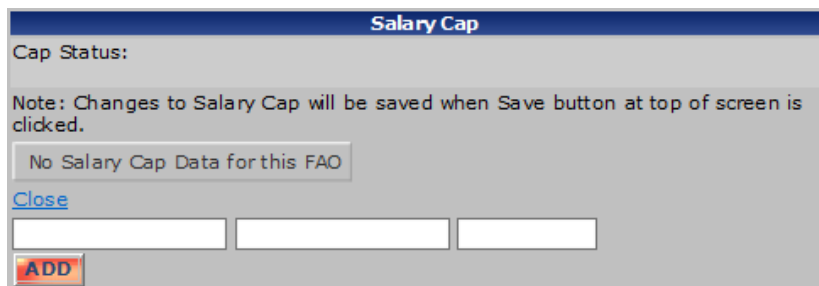 Salary Cap
Cap Status:
Note: Changes to Salary Cap will be saved when Save button at top of screen is
clicked.
No Salary Cap Data for this FAO
Close
ADD